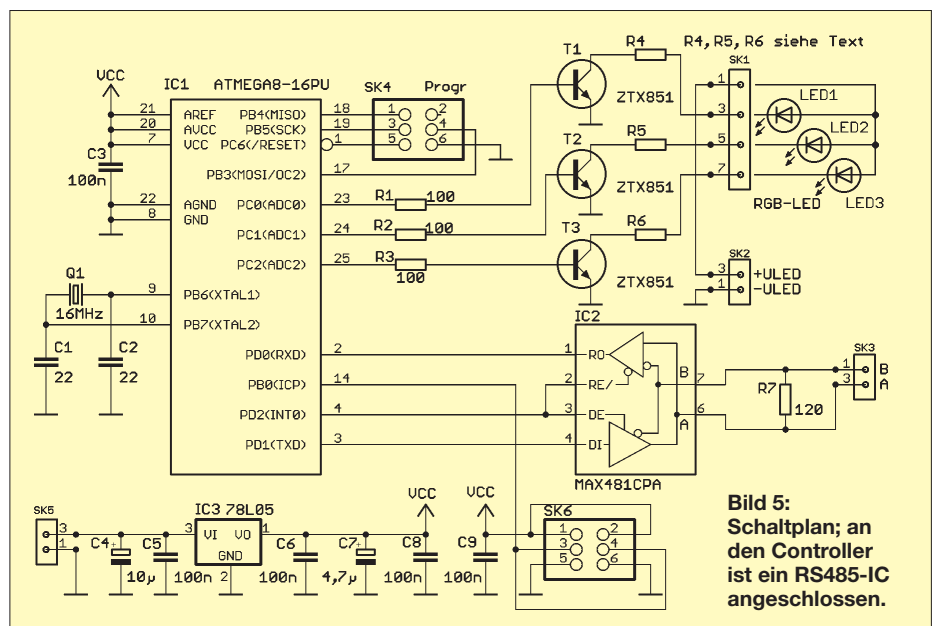 R4, R5, R6 siehe Text
VCC
IC1
ATMEGA8-16PU
SK4
Progr
T1
R4
ZTX851
SK1
1
3
5
7
LED1
LED2
LED3
RGB-LED
21
AREF
20
AVCC
7
VCC
C3
100n
22
AGND
8
GND
PB4(MISO)
18
PB5(SCK)
19
PC6(/RESET)
1
PB3(MOSI/OC2)
17
1
2
3
4
5
6
PC0(ADC0)
23
R1
100
PC1(ADC1)
24
R2
100
PC2(ADC2)
25
R3
100
T2
R5
ZTX851
T3
R6
ZTX851
SK2
3
+ULED
1
-ULED
Q1
16MHz
9
PB6(XTAL1)
10
PB7(XTAL2)
C1
22
C2
22
PD0(RXD)
2
PB0(ICP)
14
PD2(INT0)
4
PD1(TXD)
3
IC2
1
RO
2
RE/
3
DE
4
DI
B
7
A
6
MAX481CPA
R7
120
SK3
1
B
3
A
SK5
3
1
C4
+
10µ
C5
100n
IC3 78L05
3
VI
VO
1
GND
2
C6
100n
C7
+
4,7µ
VCC
C8
100n
VCC
C9
100n
SK6
1
2
3
4
5
6
Bild 5:
Schaltplan; an
den Controller
ist ein RS485-IC
angeschlossen.